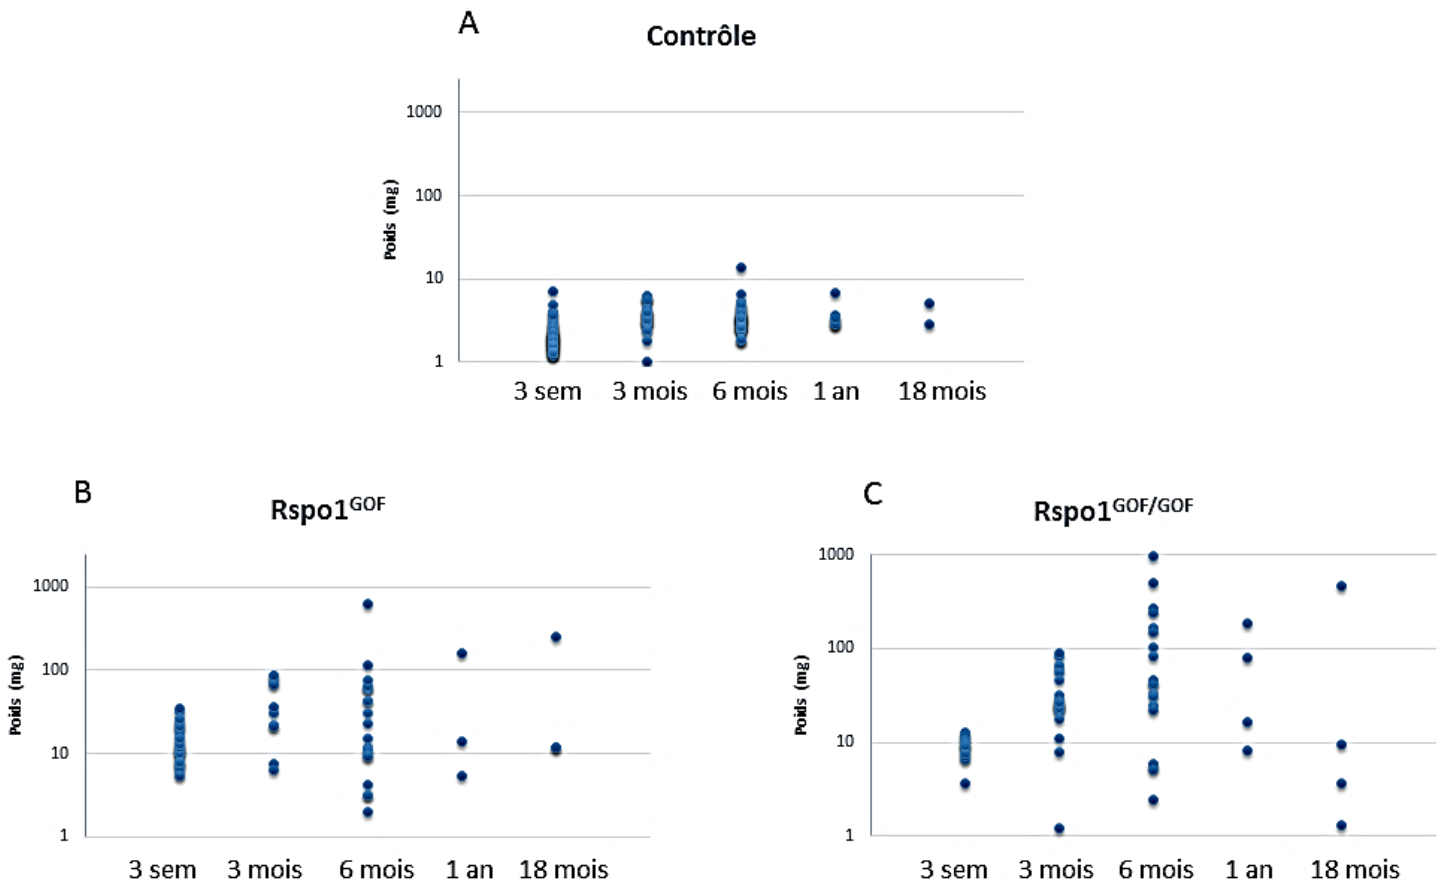 A
Contrôle
1000
100
10
1
Poids (mg)
3 sem 3 mois 6 mois 1 an 18 mois
B
Rspo1GOF
1000
100
10
1
Poids (mg)
3 sem 3 mois 6 mois 1 an 18 mois
C
Rspo1GOF/GOF
1000
100
10
1
Poids (mg)
3 sem 3 mois 6 mois 1 an 18 mois